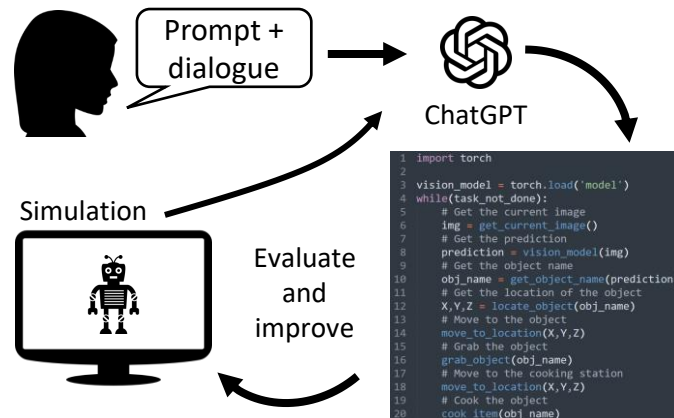 Prompt +
dialogue
ChatGPT
Simulation
Evaluate
and
improve
1 import torch
2
3 vision_model = torch.load('model')
4 while(task_not_done):
5 # Get the current image
6 img = get_current_image()
7 # Get the prediction
8 prediction = vision_model(img)
9 # Get the object name
10 obj_name = get_object_name(prediction
11 # Get the location of the object
12 X,Y,Z = locate_object(obj_name)
13 # Move to the object
14 move_to_location(X,Y,Z)
15 # Grab the object
16 grab_object(obj_name)
17 # Move to the cooking station
18 move_to_location(X,Y,Z)
19 # Cook the object
20 cook_item(obj_name)